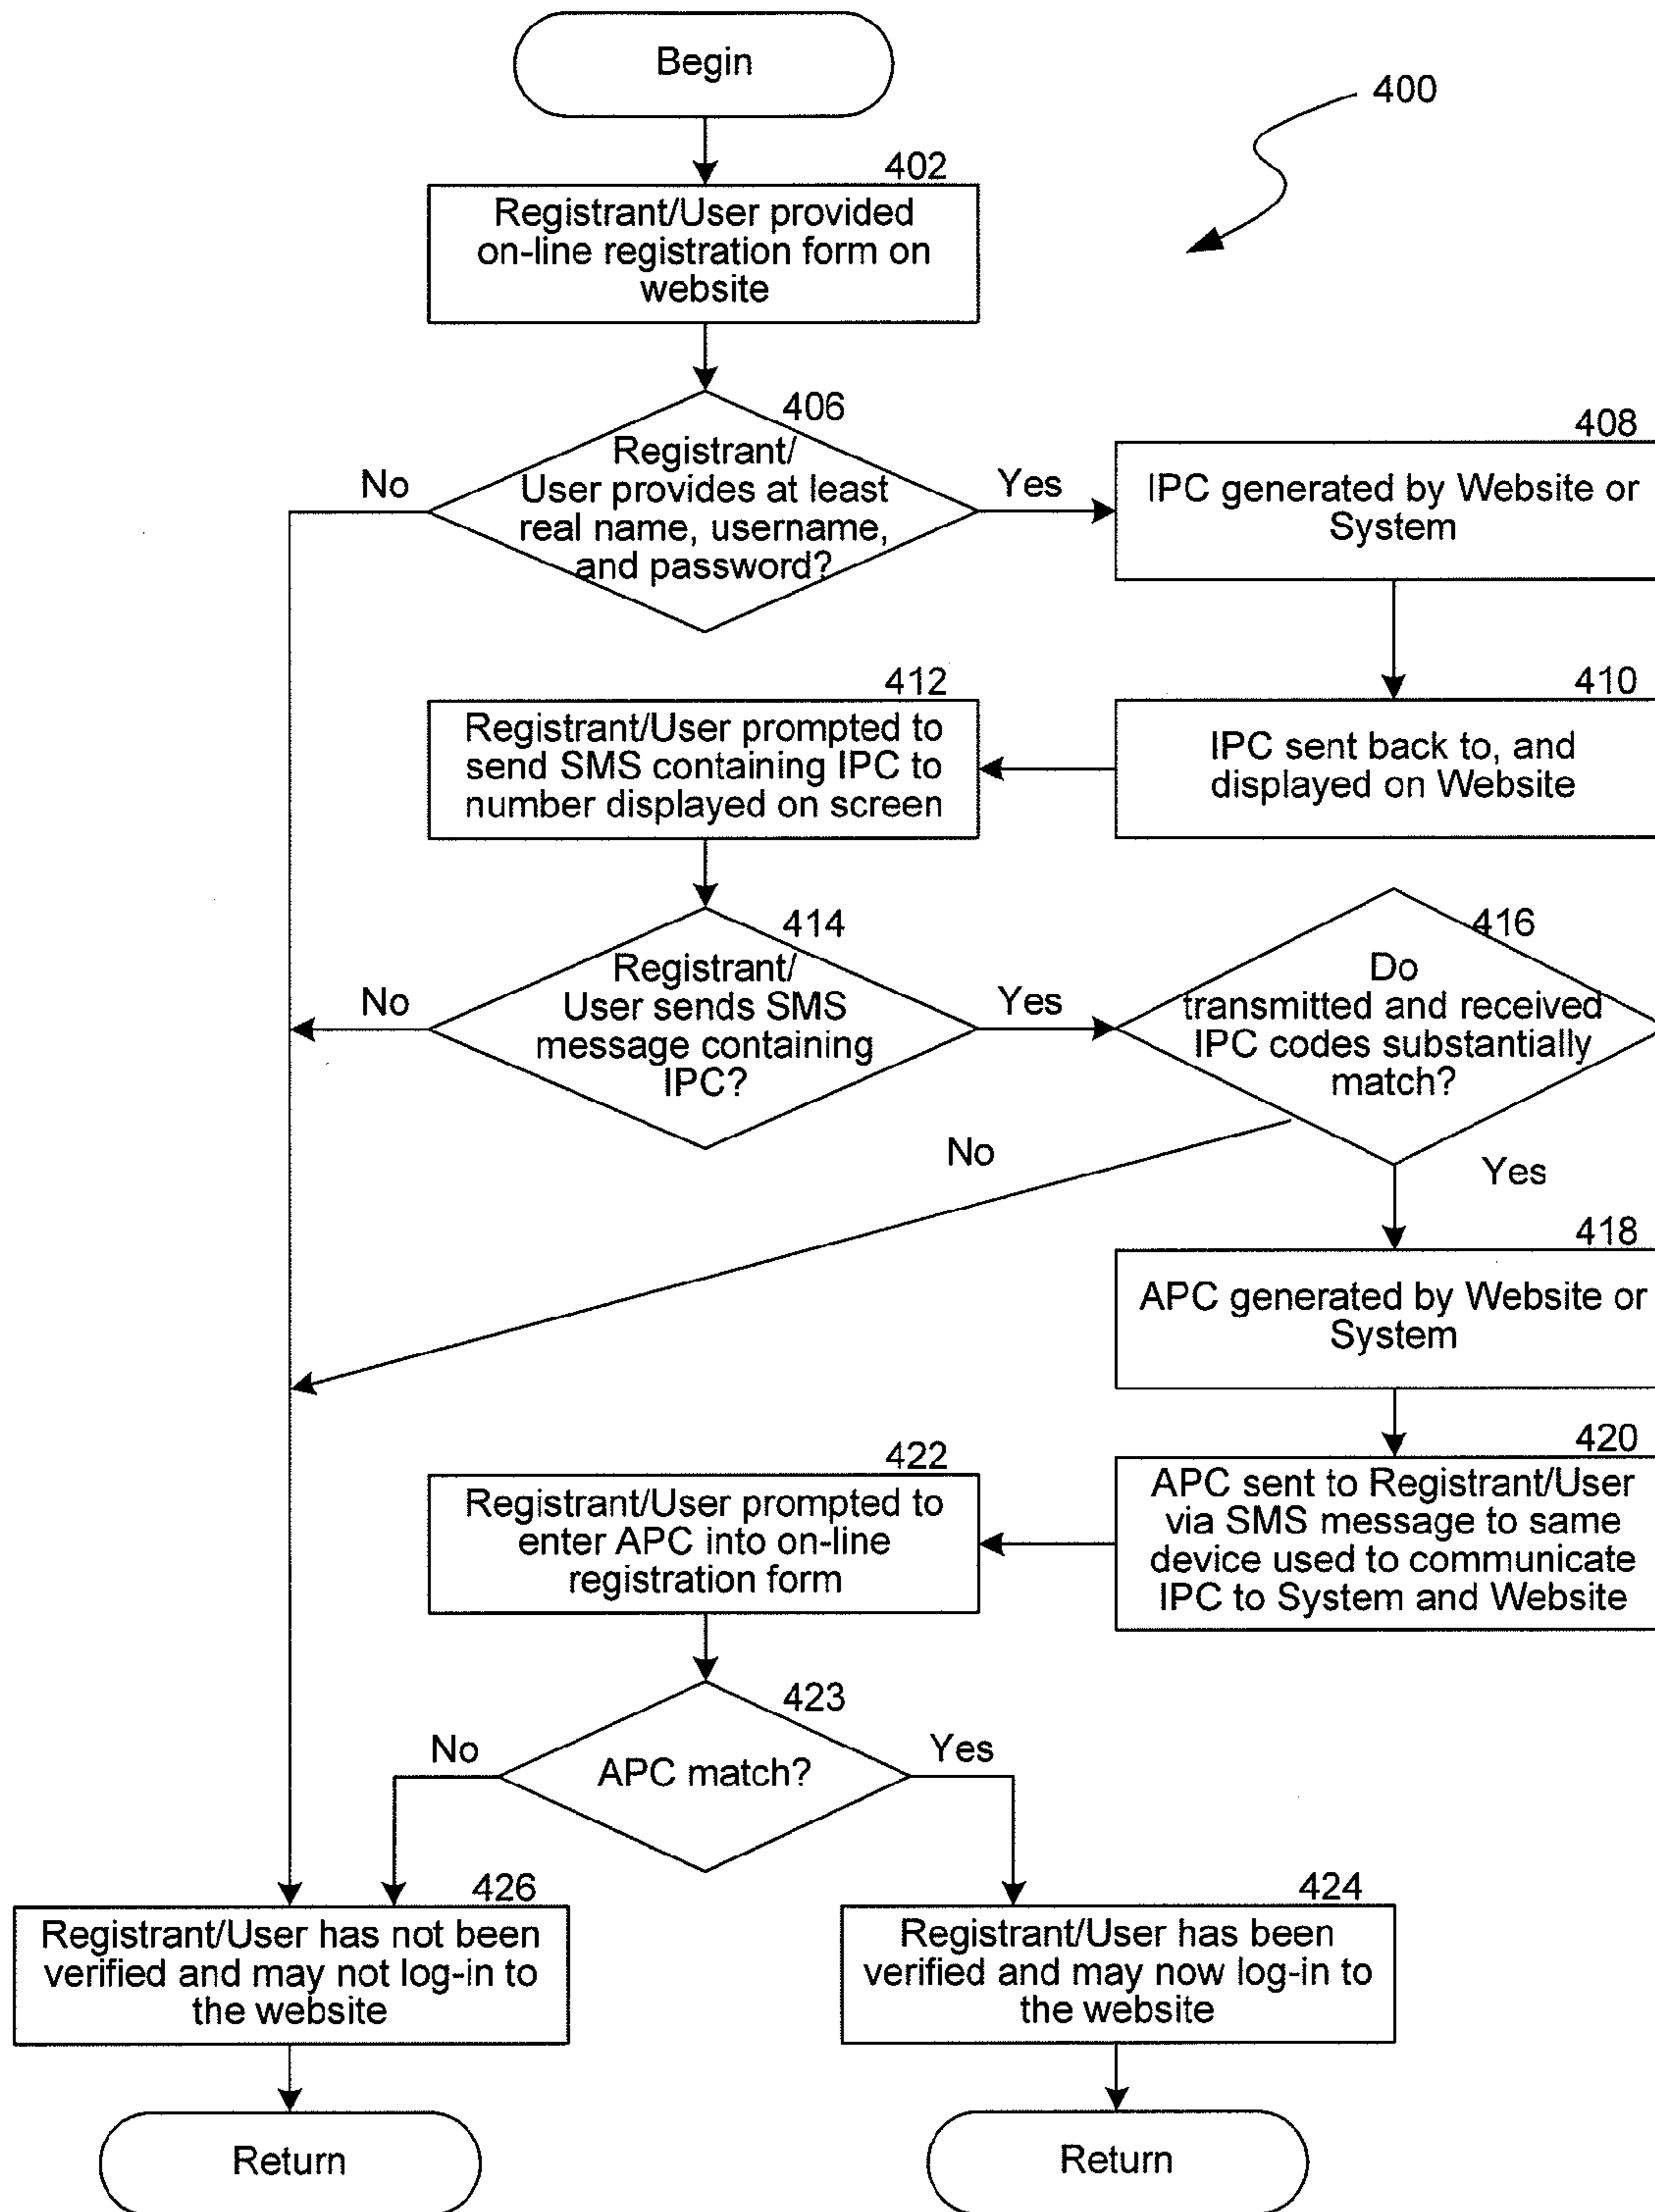 Begin
400
402
Registrant/User provided
on-line registration form on
website
406
Registrant/
User provides at least
real name, username,
and password?
No
Yes
408
IPC generated by Website or
System
410
IPC sent back to, and
displayed on Website
412
Registrant/User prompted to
send SMS containing IPC to
number displayed on screen
414
Registrant/
User sends SMS
message containing
IPC?
No
Yes
416
Do
transmitted and received
IPC codes substantially
match?
No
Yes
418
APC generated by Website or
System
420
APC sent to Registrant/User
via SMS message to same
device used to communicate
IPC to System and Website
422
Registrant/User prompted to
enter APC into on-line
registration form
423
APC match?
No
Yes
426
Registrant/User has not been
verified and may not log-in to
the website
424
Registrant/User has been
verified and may now log-in to
the website
Return
Return